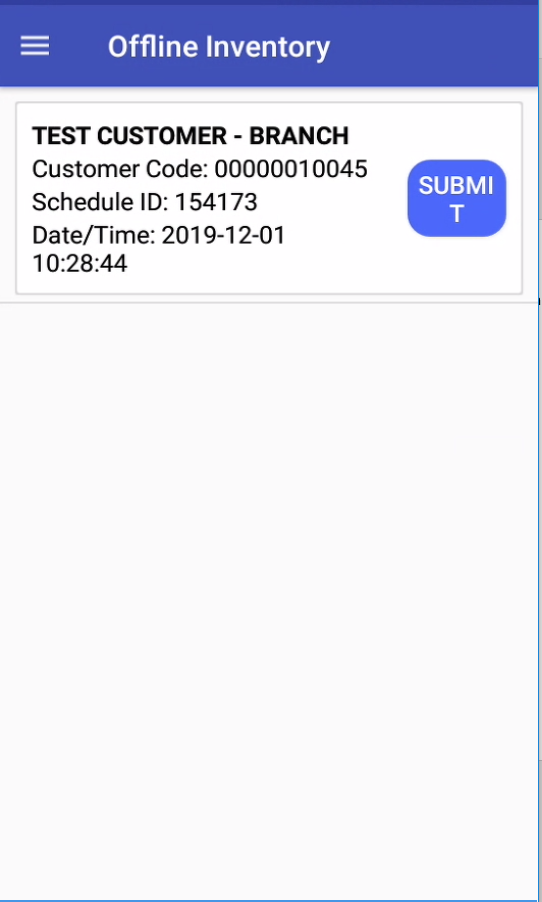 Offline Inventory
TEST CUSTOMER - BRANCH
Customer Code: 00000010045
Schedule ID: 154173
Date/Time: 2019-12-01
10:28:44
SUBMI
T